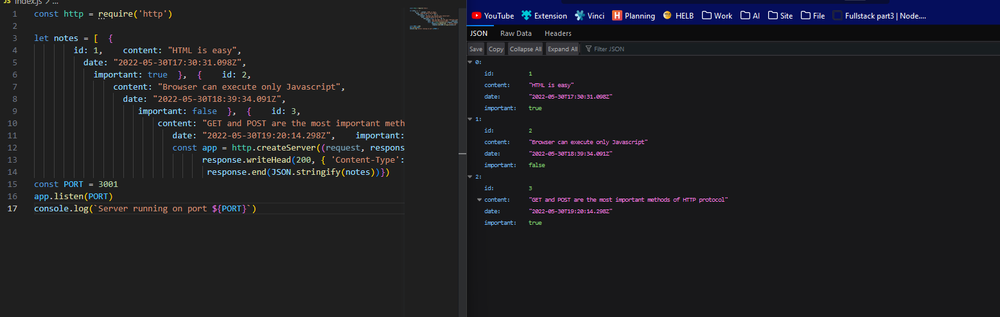 JS index.js > ...
1 const http = require('http')
2
3 let notes = [ {
4 id: 1, content: "HTML is easy",
5 date: "2022-05-30T17:30:31.098Z",
6 important: true }, { id: 2,
7 content: "Browser can execute only Javascript",
8 date: "2022-05-30T18:39:34.091Z",
9 important: false }, { id: 3,
10 content: "GET and POST are the most important meth
11 date: "2022-05-30T19:20:14.298Z", important:
12 const app = http.createServer((request, respons
13 response.writeHead(200, { 'Content-Type':
14 response.end(JSON.stringify(notes))})
15 const PORT = 3001
16 app.listen(PORT)
17 console.log(`Server running on port ${PORT}`)
YouTube Extension Vinci HELB Planning HELB Work AI Site File Fullstack part3 | Node....
JSON Raw Data Headers
Save Copy Collapse All Expand All Filter JSON
0:
id: 1
content: "HTML is easy"
date: "2022-05-30T17:30:31.098Z"
important: true
1:
id: 2
content: "Browser can execute only Javascript"
date: "2022-05-30T18:39:34.091Z"
important: false
2:
id: 3
content: "GET and POST are the most important methods of HTTP protocol"
date: "2022-05-30T19:20:14.298Z"
important: true